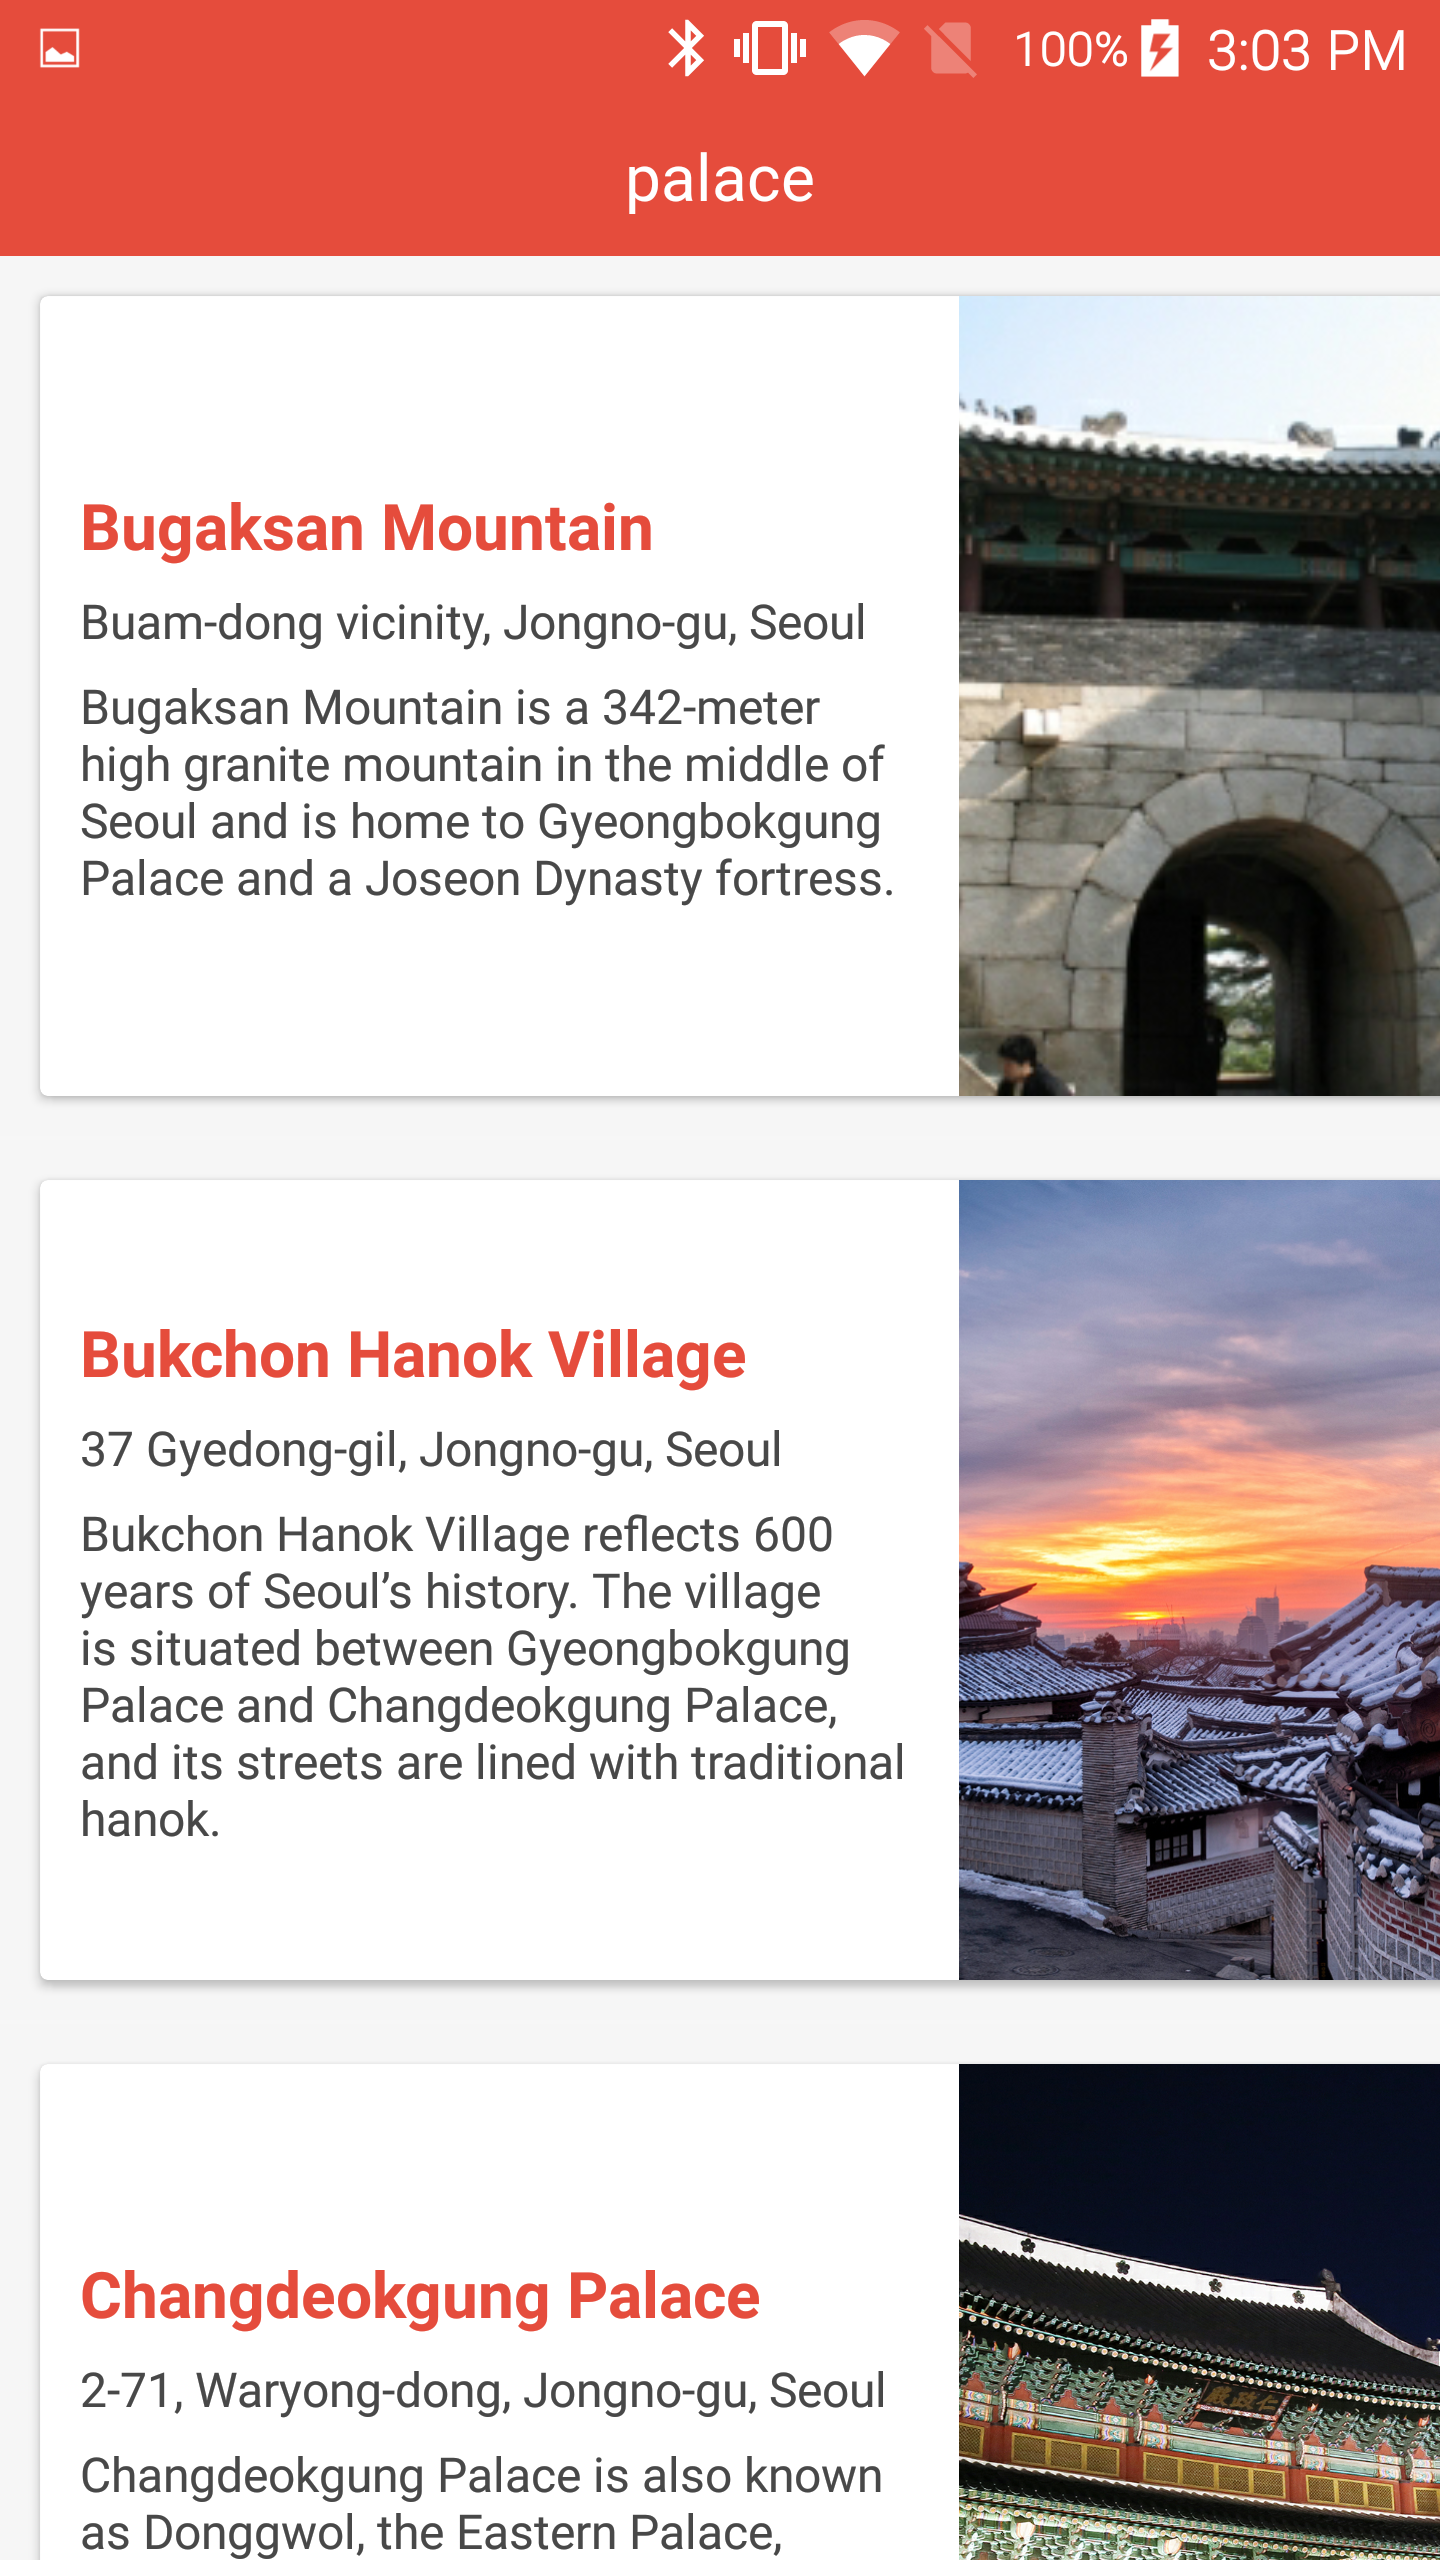 100% 3:03 PM
palace
Bugaksan Mountain
Buam-dong vicinity, Jongno-gu, Seoul
Bugaksan Mountain is a 342-meter
high granite mountain in the middle of
Seoul and is home to Gyeongbokgung
Palace and a Joseon Dynasty fortress.
Bukchon Hanok Village
37 Gyedong-gil, Jongno-gu, Seoul
Bukchon Hanok Village reflects 600
years of Seoul’s history. The village
is situated between Gyeongbokgung
Palace and Changdeokgung Palace,
and its streets are lined with traditional
hanok.
Changdeokgung Palace
2-71, Waryong-dong, Jongno-gu, Seoul
殿政仁
Changdeokgung Palace is also known
as Donggwol, the Eastern Palace,